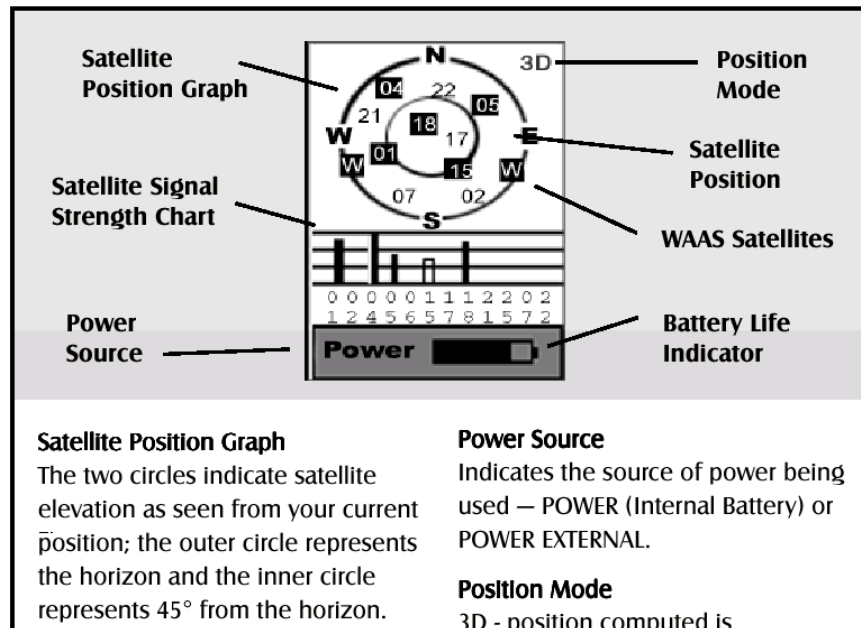 Satellite
Position Graph
Satellite Signal
Strength Chart
Power
Source
N
3D
04
22
05
21
18
W
17
E
01
W
15
W
07
02
S
0 0 0 0 0 1 1 1 2 2 0 2
1 2 4 5 6 5 7 8 1 5 7 2
Power
Position
Mode
Satellite
Position
WAAS Satellites
Battery Life
Indicator
Satellite Position Graph
The two circles indicate satellite
elevation as seen from your current
position; the outer circle represents
the horizon and the inner circle
represents 45° from the horizon.
Power Source
Indicates the source of power being
used — POWER (Internal Battery) or
POWER EXTERNAL.
Position Mode
3D - position computed is